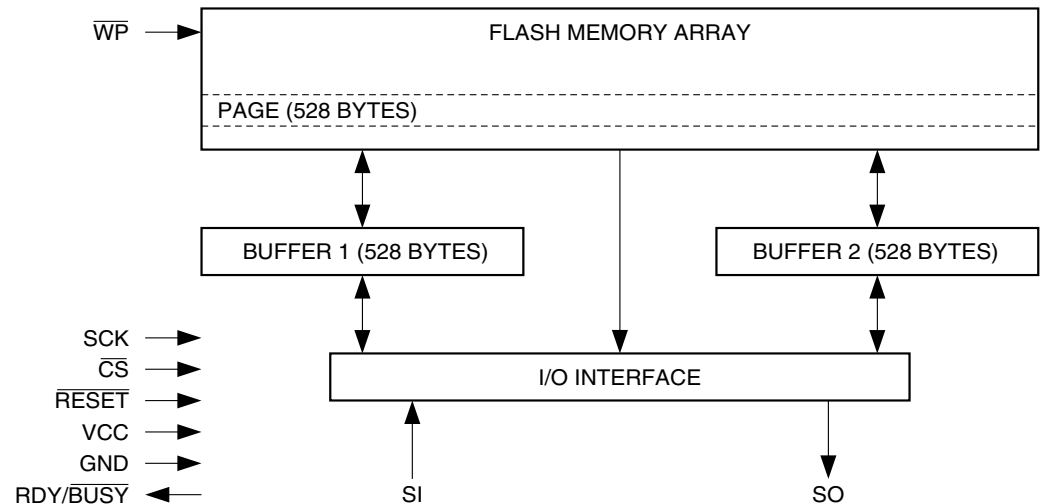 WP
FLASH MEMORY ARRAY
PAGE (528 BYTES)
BUFFER 1 (528 BYTES)
BUFFER 2 (528 BYTES)
SCK
CS
RESET
VCC
GND
RDY/BUSY
I/O INTERFACE
SI
SO